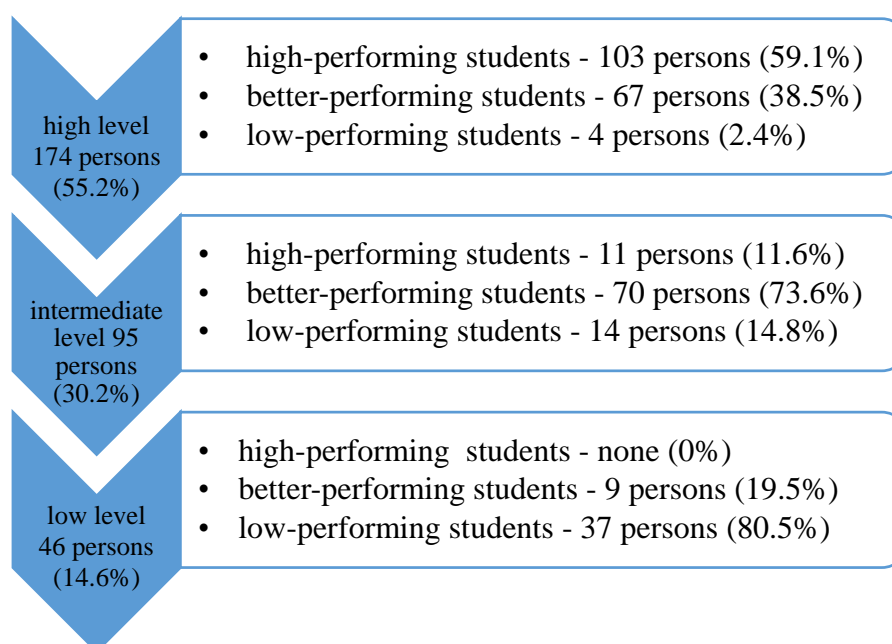 high level
174 persons
(55.2%)
• high-performing students - 103 persons (59.1%)
• better-performing students - 67 persons (38.5%)
• low-performing students - 4 persons (2.4%)
intermediate
level 95
persons
(30.2%)
• high-performing students - 11 persons (11.6%)
• better-performing students - 70 persons (73.6%)
• low-performing students - 14 persons (14.8%)
low level
46 persons
(14.6%)
• high-performing  students - none (0%)
• better-performing students - 9 persons (19.5%)
• low-performing students - 37 persons (80.5%)